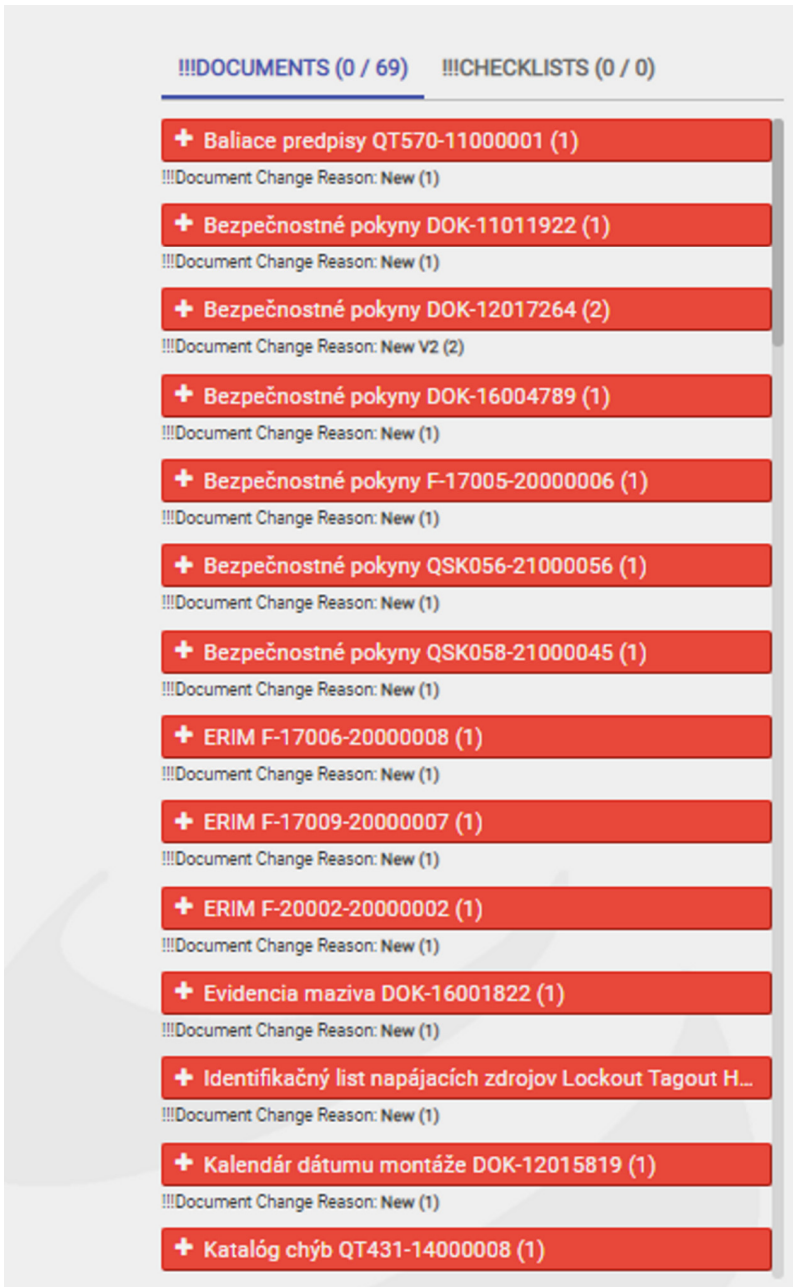 !!!DOCUMENTS (0 / 69) !!!CHECKLISTS (0 / 0)
+ Baliace predpisy QT570-11000001 (1)
!!!Document Change Reason: New (1)
+ Bezpečnostné pokyny DOK-11011922 (1)
!!!Document Change Reason: New (1)
+ Bezpečnostné pokyny DOK-12017264 (2)
!!!Document Change Reason: New V2 (2)
+ Bezpečnostné pokyny DOK-16004789 (1)
!!!Document Change Reason: New (1)
+ Bezpečnostné pokyny F-17005-20000006 (1)
!!!Document Change Reason: New (1)
+ Bezpečnostné pokyny QSK056-21000056 (1)
!!!Document Change Reason: New (1)
+ Bezpečnostné pokyny QSK058-21000045 (1)
!!!Document Change Reason: New (1)
+ ERIM F-17006-20000008 (1)
!!!Document Change Reason: New (1)
+ ERIM F-17009-20000007 (1)
!!!Document Change Reason: New (1)
+ ERIM F-20002-20000002 (1)
!!!Document Change Reason: New (1)
+ Evidencia maziva DOK-16001822 (1)
!!!Document Change Reason: New (1)
+ Identifikačný list napájacích zdrojov Lockout Tagout H...
!!!Document Change Reason: New (1)
+ Kalendár dátumu montáže DOK-12015819 (1)
!!!Document Change Reason: New (1)
+ Katalóg chýb QT431-14000008 (1)